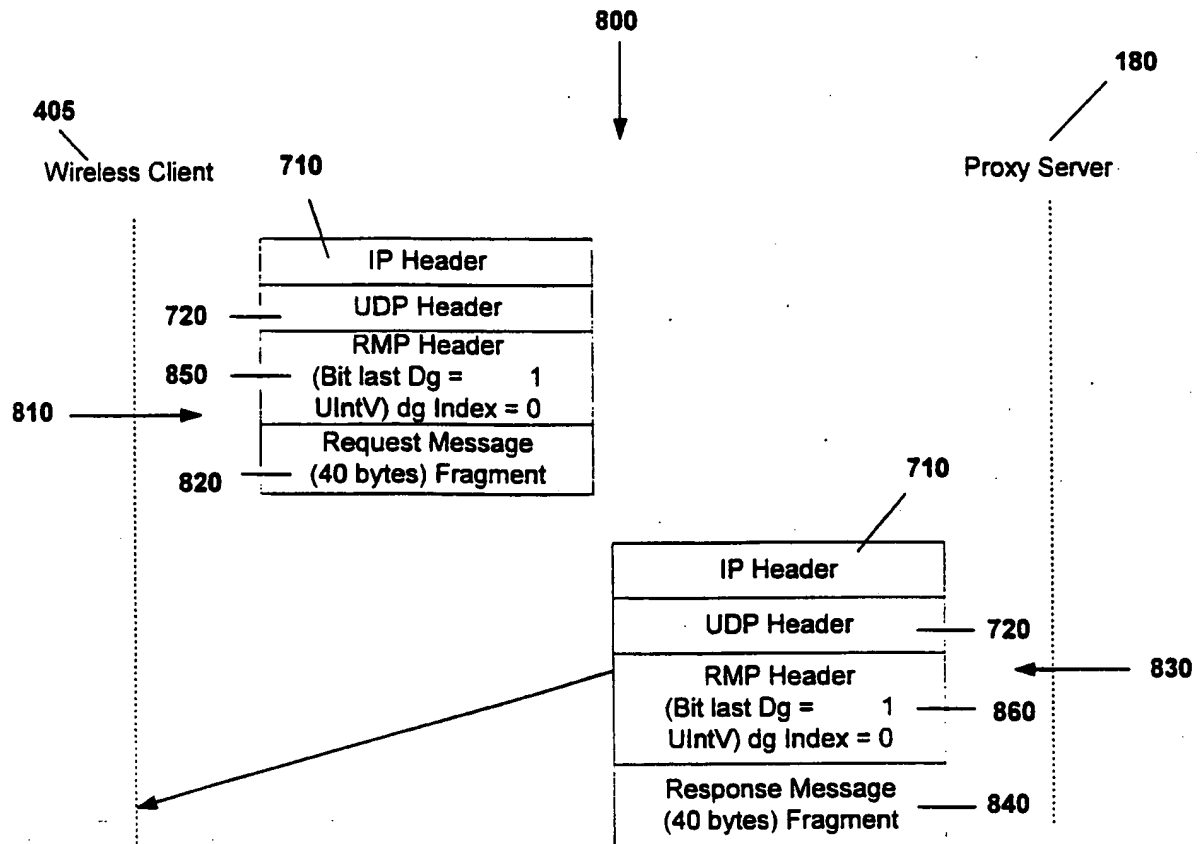 800
180
405
Wireless Client
710
Proxy Server
IP Header
720
UDP Header
RMP Header
850
(Bit last Dg = 1
810
UIntV) dg Index = 0
Request Message
820
(40 bytes) Fragment
710
IP Header
UDP Header
720
RMP Header
830
(Bit last Dg = 1
860
UIntV) dg Index = 0
Response Message
840
(40 bytes) Fragment